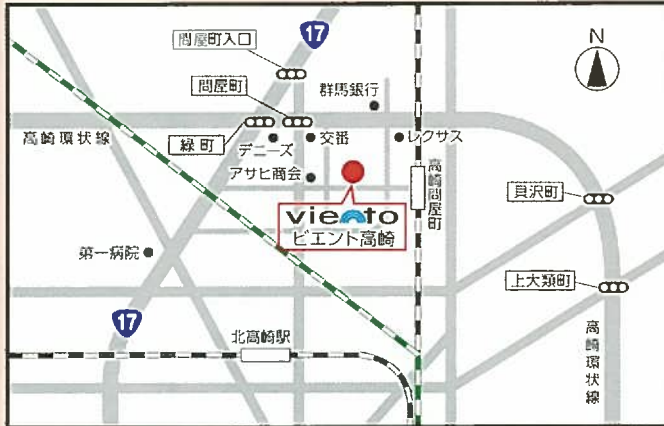 17
N
問屋町入口
群馬銀行
問屋町
高崎環状線
緑町
デニーズ
交番
レクサス
アサヒ商会
高崎問屋町
貝沢町
viento
ビエント高崎
第一病院
上大類町
17
北高崎駅
高崎環状線